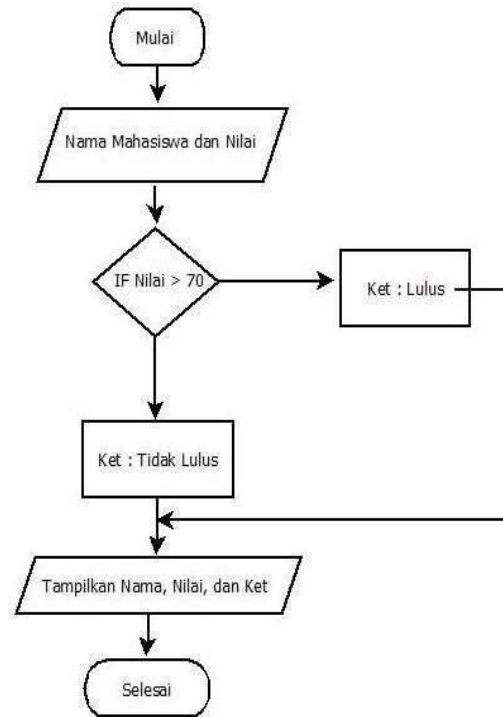 Mulai
Nama Mahasiswa dan Nilai
IF Nilai > 70
Ket : Lulus
Ket : Tidak Lulus
Tampilkan Nama, Nilai, dan Ket
Selesai